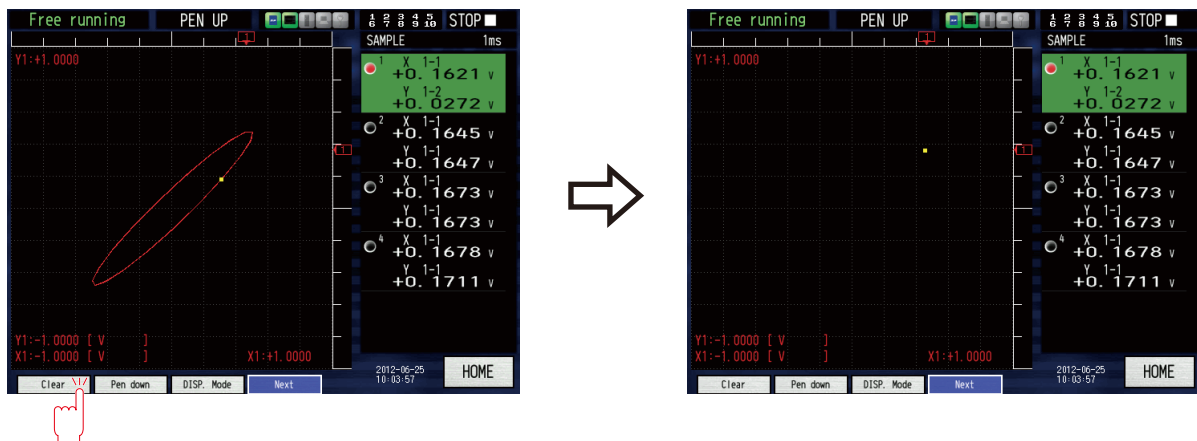 Free running PEN UP 1 2 3 4 5 STOP
6 7 8 9 10
SAMPLE 1ms
1
Y1:+1.0000
1 X 1-1
+0.1621 V
Y 1-2
+0.0272 V
2 X 1-1
+0.1645 V
1
Y 1-1
+0.1647 V
3 X 1-1
+0.1673 V
Y 1-1
+0.1673 V
4 X 1-1
+0.1678 V
Y 1-1
+0.1711 V
Y1:-1.0000 [ V ]
X1:-1.0000 [ V ] X1:+1.0000
2012-06-25
10:03:57
HOME
Clear Pen down DISP. Mode Next
Free running PEN UP 1 2 3 4 5 STOP
6 7 8 9 10
SAMPLE 1ms
1
Y1:+1.0000
1 X 1-1
+0.1621 V
Y 1-2
+0.0272 V
2 X 1-1
+0.1645 V
1
Y 1-1
+0.1647 V
3 X 1-1
+0.1673 V
Y 1-1
+0.1673 V
4 X 1-1
+0.1678 V
Y 1-1
+0.1711 V
Y1:-1.0000 [ V ]
X1:-1.0000 [ V ] X1:+1.0000
2012-06-25
10:03:57
HOME
Clear Pen down DISP. Mode Next